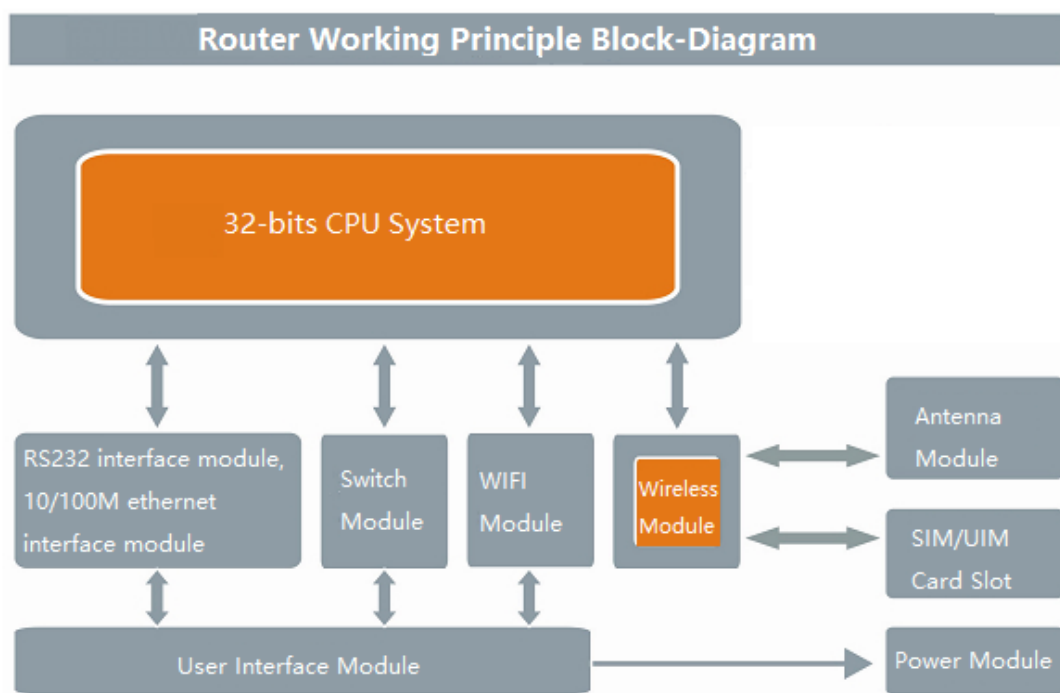 Router Working Principle Block-Diagram
32-bits CPU System
RS232 interface module,
10/100M ethernet
interface module
Switch
Module
WIFI
Module
Wireless
Module
Antenna
Module
SIM/UIM
Card Slot
User Interface Module
Power Module